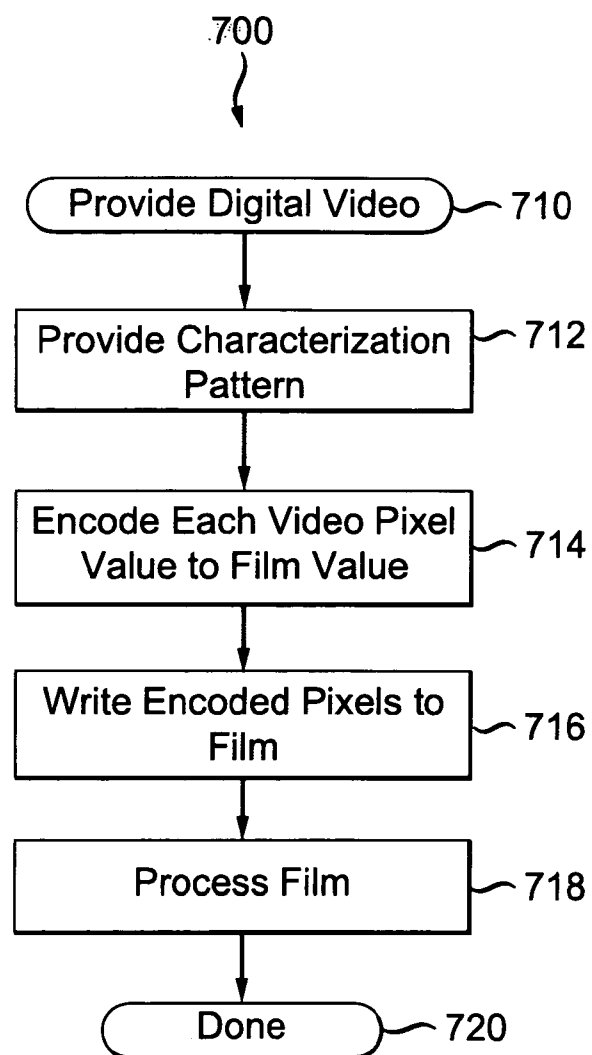 700
Provide Digital Video 710
Provide Characterization 712
Pattern
Encode Each Video Pixel
Value to Film Value 714
Write Encoded Pixels to
Film 716
Process Film 718
Done 720